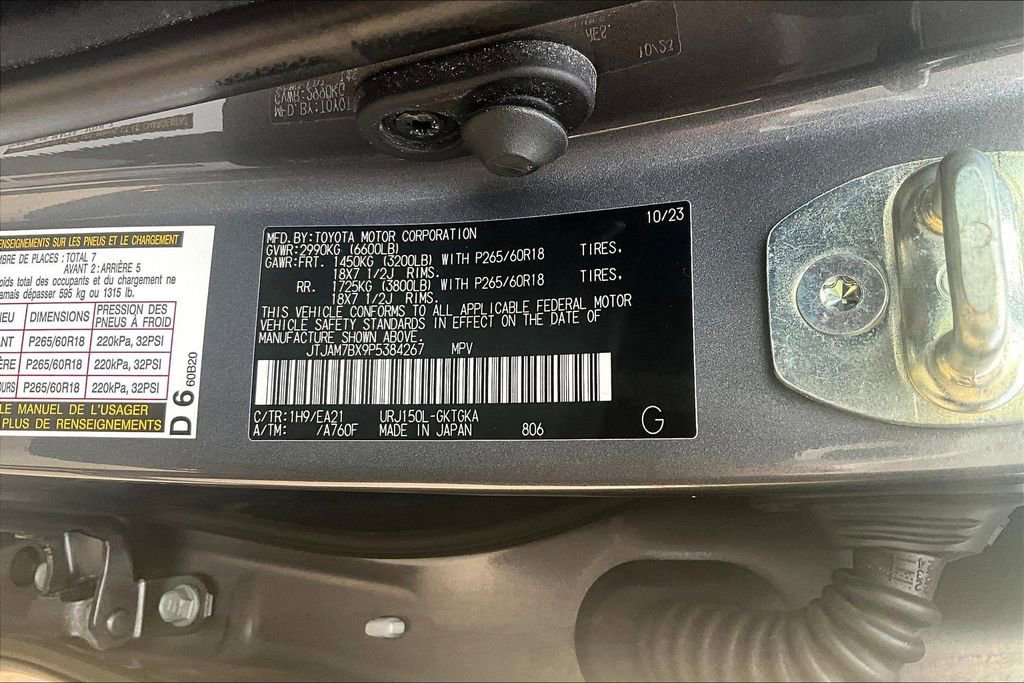 10/23
MFD.BY:TOYOTA MOTOR CORPORATION
GVWR:2990KG (6600LB)
GAWR:FRT. 1450KG (3200LB) WITH P265/60R18 TIRES,
18X7 1/2J RIMS.
RR. 1725KG (3800LB) WITH P265/60R18 TIRES,
18X7 1/2J RIMS.
THIS VEHICLE CONFORMS TO ALL APPLICABLE FEDERAL MOTOR
VEHICLE SAFETY STANDARDS IN EFFECT ON THE DATE OF
MANUFACTURE SHOWN ABOVE.
JTJAM7BX9P5384267 MPV
C/TR:1H9/EA21 URJ150L-GKTGKA
A/TM: /A760F MADE IN JAPAN 806 G
RENSEIGNEMENTS SUR LES PNEUS ET LE CHARGEMENT
MBRE DE PLACES:TOTAL 7
AVANT 2:ARRIÈRE 5
poids total des occupants et du chargement ne
jamais dépasser 595 kg ou 1315 lb.
NEU DIMENSIONS PRESSION DES PNEUS À FROID
ANT P265/60R18 220kPa, 32PSI
ÈRE P265/60R18 220kPa, 32PSI
OURS P265/60R18 220kPa, 32PSI
LE MANUEL DE L'USAGER
PLUS DE RENSEIGNEMENTS
D6 60B20